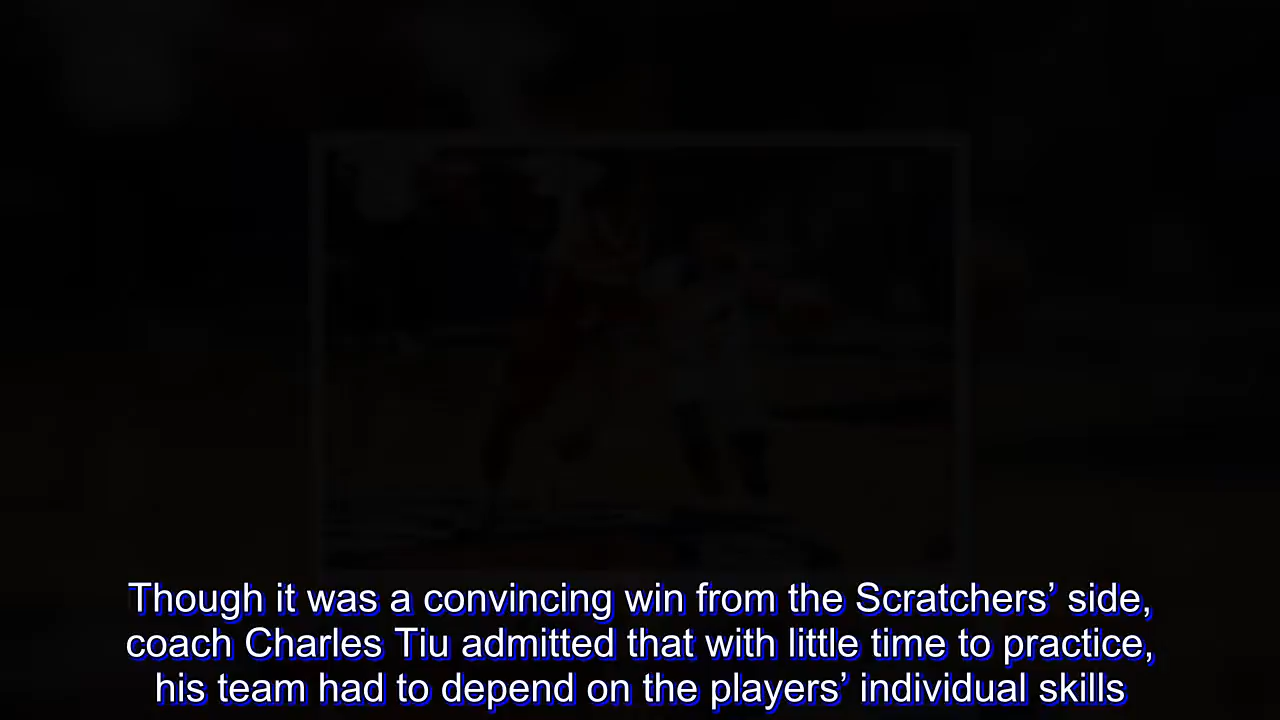 Though it was a convincing win from the Scratchers’ side,
coach Charles Tiu admitted that with little time to practice,
his team had to depend on the players’ individual skills